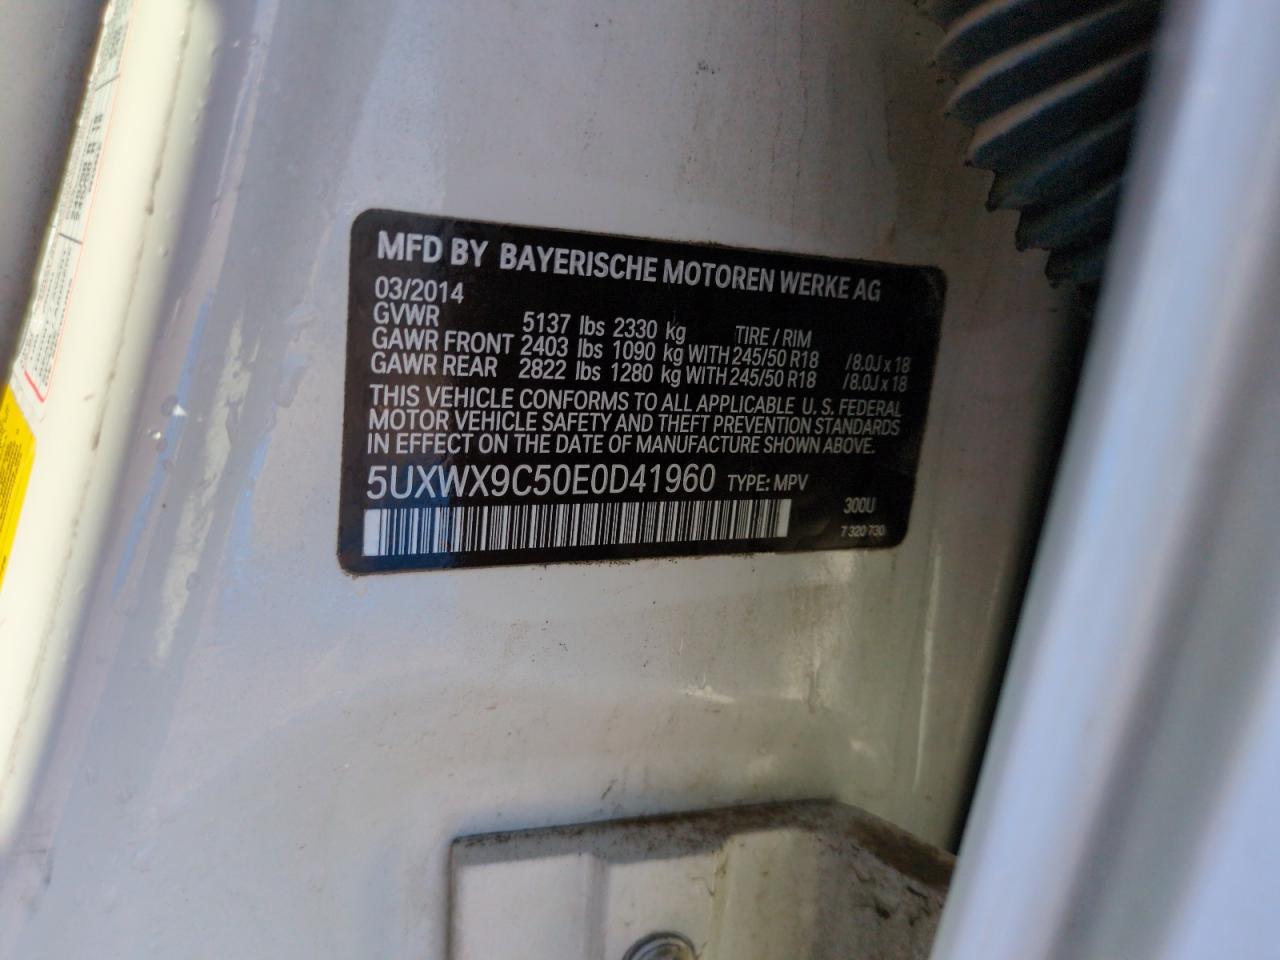 MFD BY BAYERISCHE MOTOREN WERKE AG
03/2014
GVWR 5137 lbs 2330 kg TIRE / RIM
GAWR FRONT 2403 lbs 1090 kg WITH 245/50 R18 /8.0J x 18
GAWR REAR 2822 lbs 1280 kg WITH 245/50 R18 /8.0J x 18
THIS VEHICLE CONFORMS TO ALL APPLICABLE U. S. FEDERAL
MOTOR VEHICLE SAFETY AND THEFT PREVENTION STANDARDS
IN EFFECT ON THE DATE OF MANUFACTURE SHOWN ABOVE.
5UXWX9C50E0D41960 TYPE: MPV
300U
7 320 730